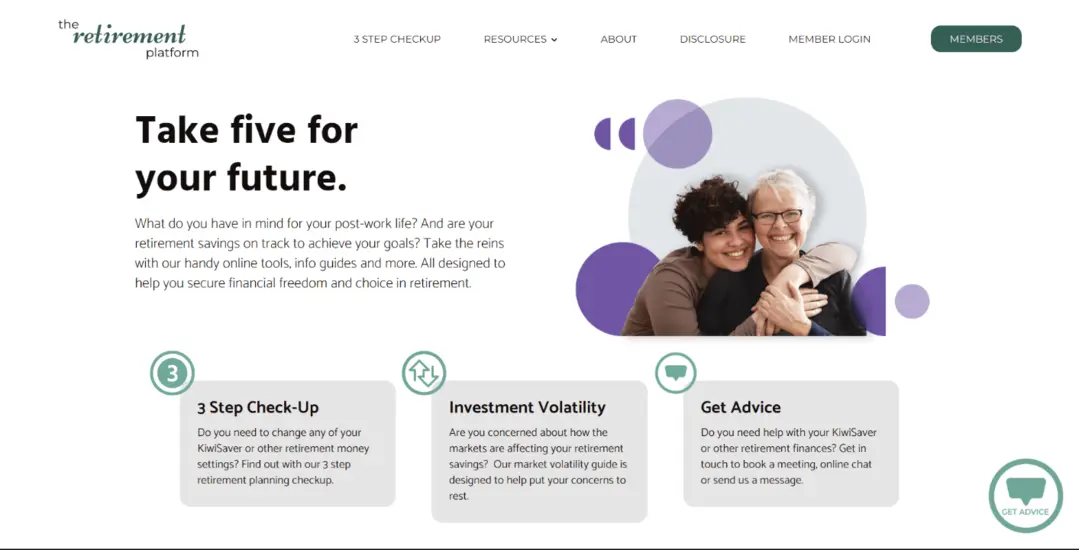 the
retirement
platform
3 STEP CHECKUP
RESOURCES
ABOUT
DISCLOSURE
MEMBER LOGIN
MEMBERS
Take five for
your future.
What do you have in mind for your post-work life? And are your
retirement savings on track to achieve your goals? Take the reins
with our handy online tools, info guides and more. All designed to
help you secure financial freedom and choice in retirement.
3
3 Step Check-Up
Do you need to change any of your
KiwiSaver or other retirement money
settings? Find out with our 3 step
retirement planning checkup.
Investment Volatility
Are you concerned about how the
markets are affecting your retirement
savings?  Our market volatility guide is
designed to help put your concerns to
rest.
Get Advice
Do you need help with your KiwiSaver
or other retirement finances? Get in
touch to book a meeting, online chat
or send us a message.
GET ADVICE